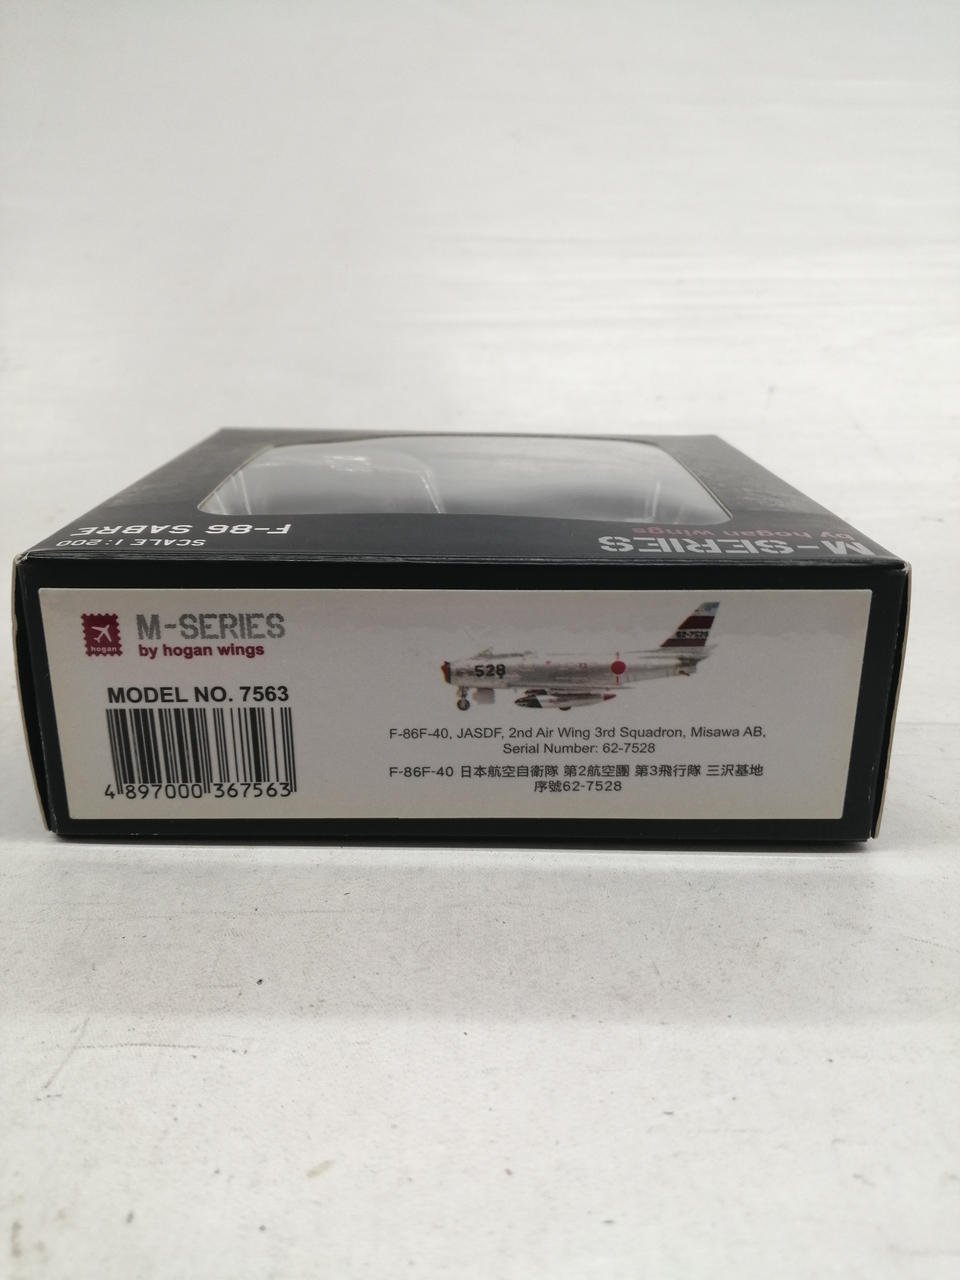 SCALE 1:200
F-86 SABRE
M-SERIES
by hogan wings
hogan
M-SERIES
by hogan wings
MODEL NO. 7563
4 897000 367563
528
62-7528
F-86F-40, JASDF, 2nd Air Wing 3rd Squadron, Misawa AB,
Serial Number: 62-7528
F-86F-40 日本航空自衛隊 第2航空團 第3飛行隊 三沢基地
序號62-7528